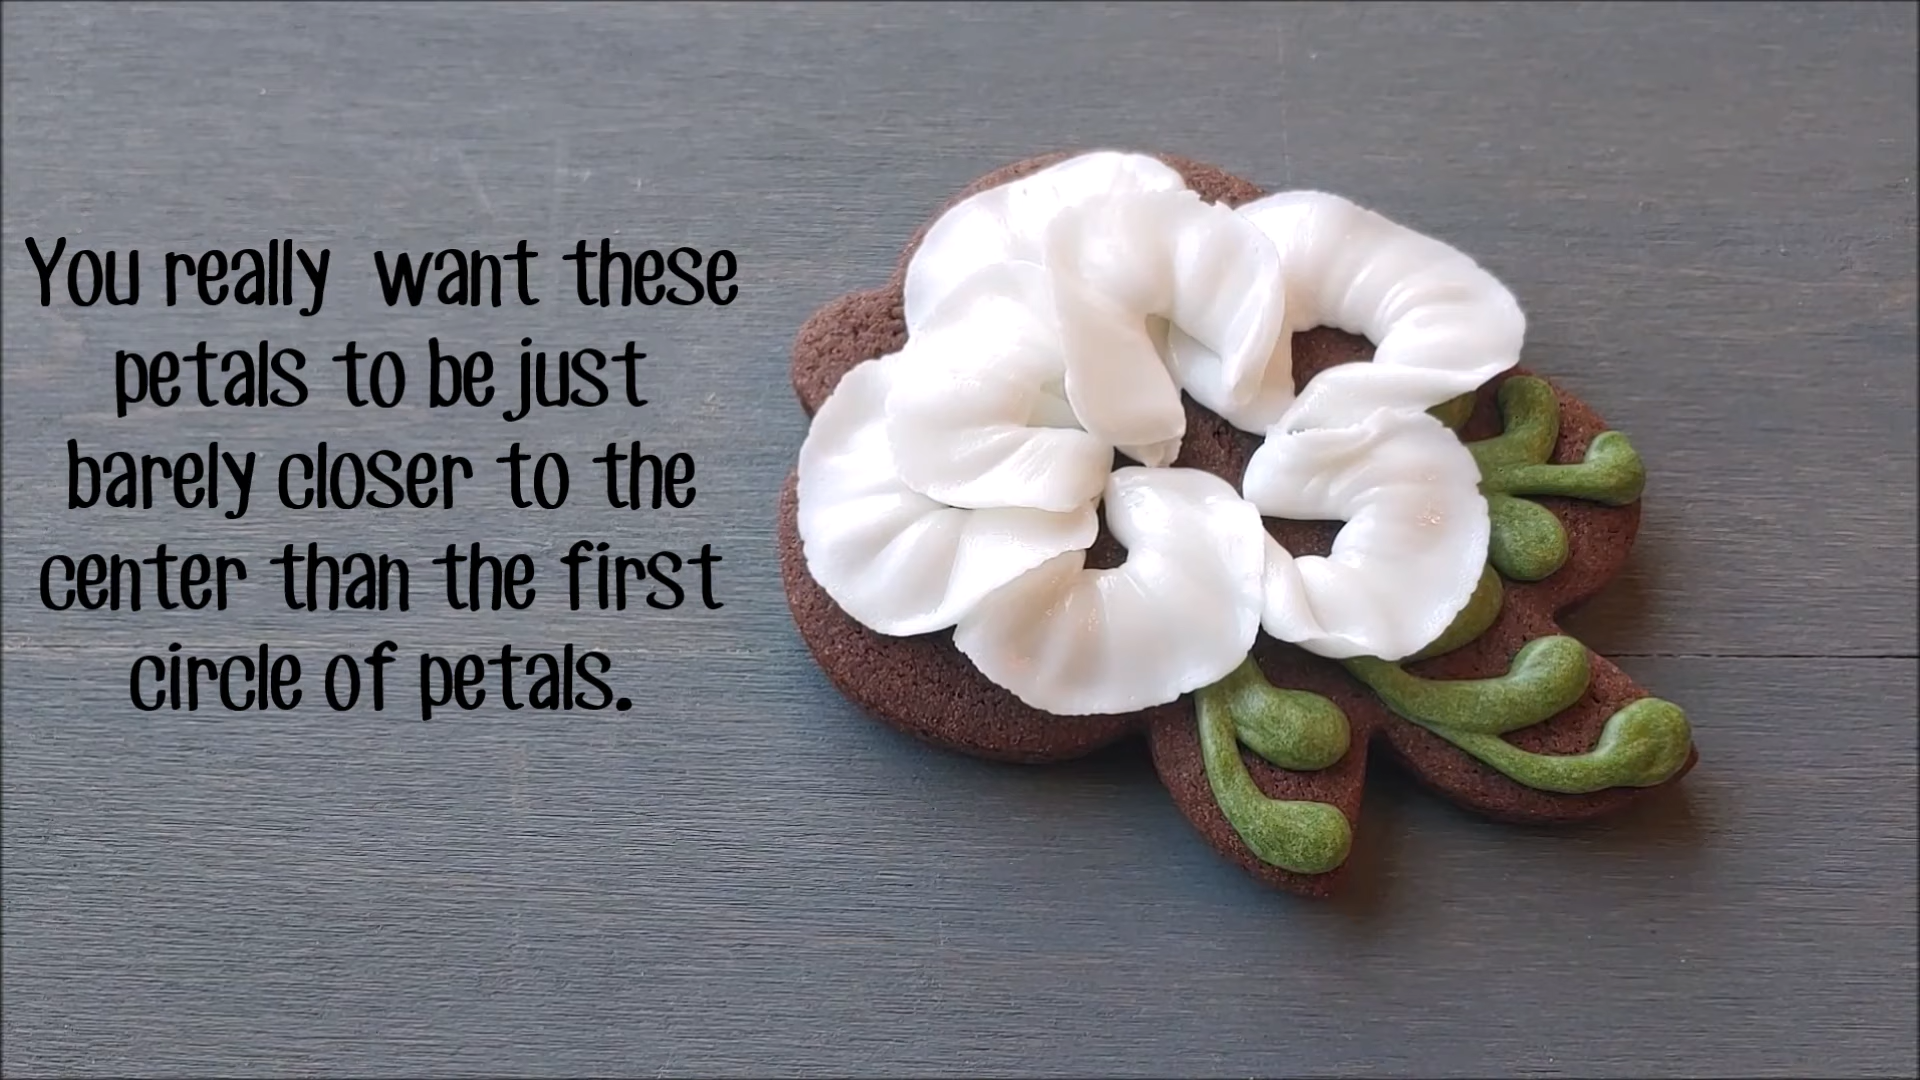 You really  want these
petals to be just
barely closer to the
center than the first
circle of petals.